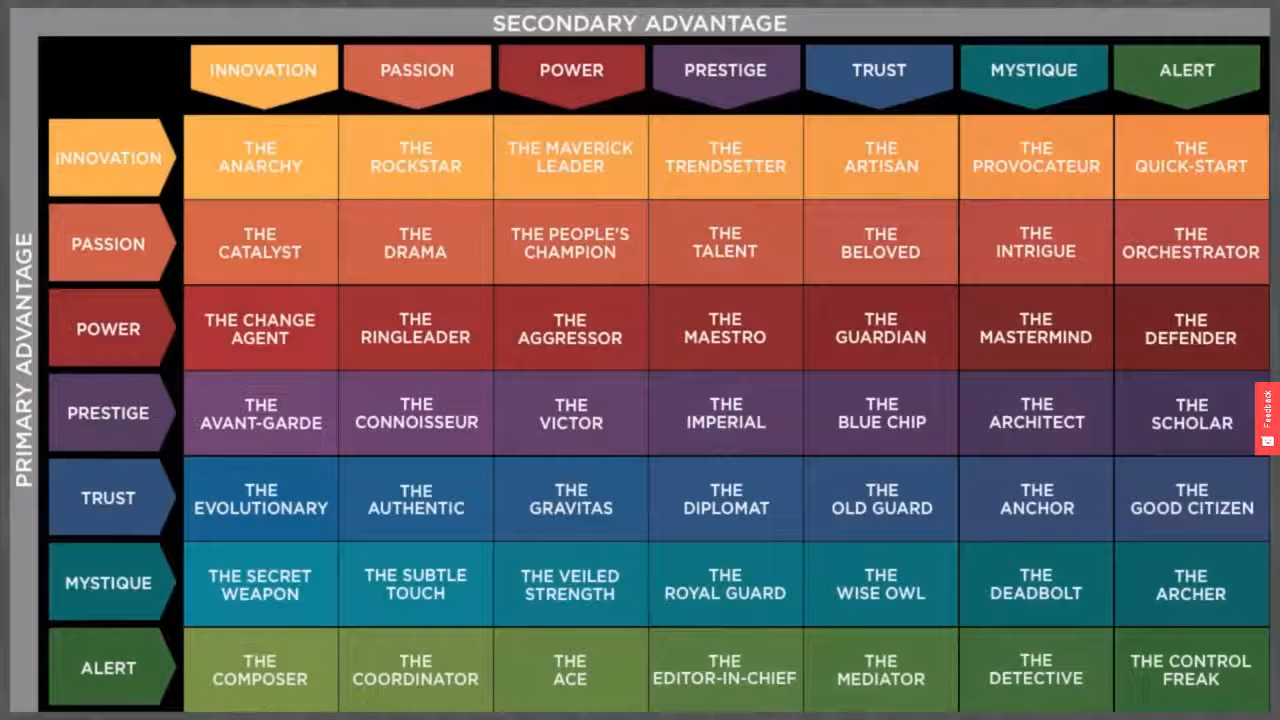 SECONDARY ADVANTAGE
INNOVATION
PASSION
POWER
PRESTIGE
TRUST
MYSTIQUE
ALERT
PRIMARY ADVANTAGE
INNOVATION
THE
ANARCHY
THE
ROCKSTAR
THE MAVERICK
LEADER
THE
TRENDSETTER
THE
ARTISAN
THE
PROVOCATEUR
THE
QUICK-START
PASSION
THE
CATALYST
THE
DRAMA
THE PEOPLE'S
CHAMPION
THE
TALENT
THE
BELOVED
THE
INTRIGUE
THE
ORCHESTRATOR
POWER
THE CHANGE
AGENT
THE
RINGLEADER
THE
AGGRESSOR
THE
MAESTRO
THE
GUARDIAN
THE
MASTERMIND
THE
DEFENDER
PRESTIGE
THE
AVANT-GARDE
THE
CONNOISSEUR
THE
VICTOR
THE
IMPERIAL
THE
BLUE CHIP
THE
ARCHITECT
THE
SCHOLAR
Feedback
TRUST
THE
EVOLUTIONARY
THE
AUTHENTIC
THE
GRAVITAS
THE
DIPLOMAT
THE
OLD GUARD
THE
ANCHOR
THE
GOOD CITIZEN
MYSTIQUE
THE SECRET
WEAPON
THE SUBTLE
TOUCH
THE VEILED
STRENGTH
THE
ROYAL GUARD
THE
WISE OWL
THE
DEADBOLT
THE
ARCHER
ALERT
THE
COMPOSER
THE
COORDINATOR
THE
ACE
THE
EDITOR-IN-CHIEF
THE
MEDIATOR
THE
DETECTIVE
THE CONTROL
FREAK